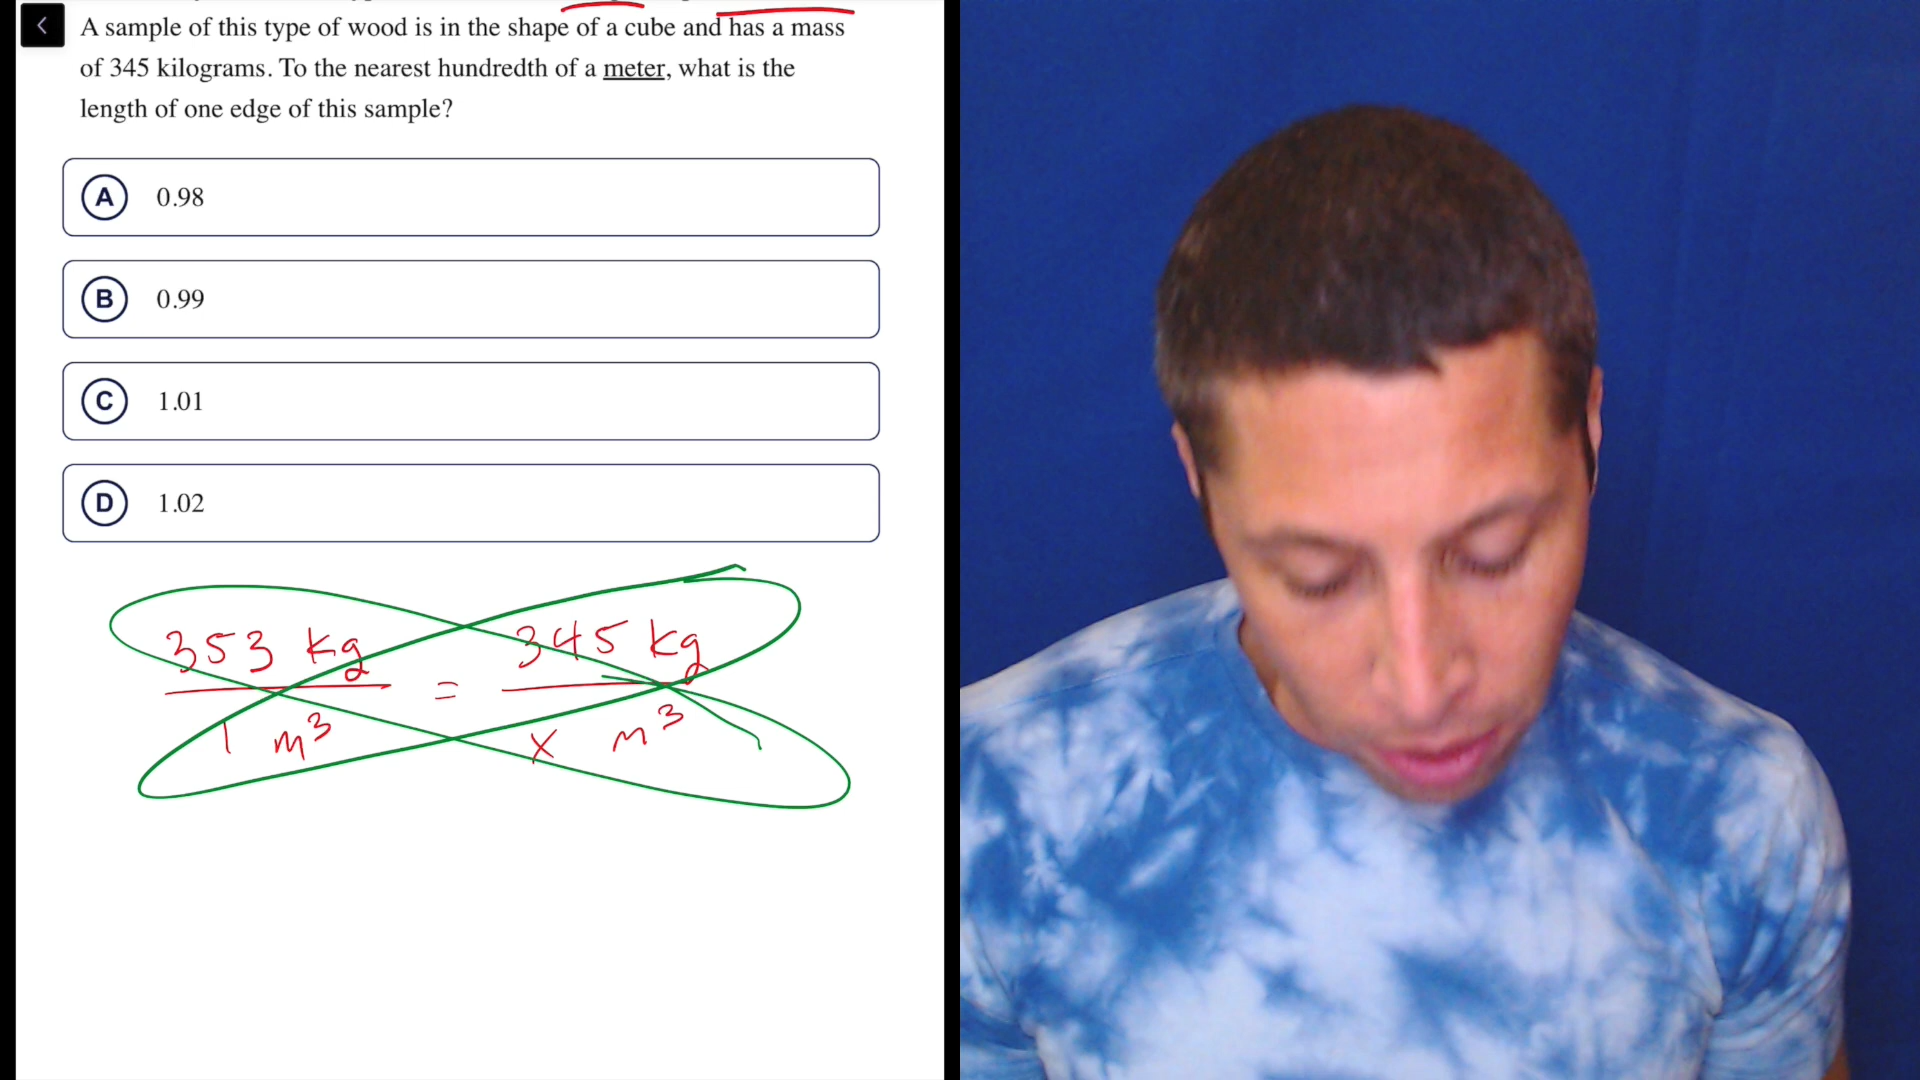 A sample of this type of wood is in the shape of a cube and has a mass
of 345 kilograms. To the nearest hundredth of a meter, what is the
length of one edge of this sample?
A 0.98
B 0.99
C 1.01
D 1.02
353 kg = 345 kg
1 m³ x m³